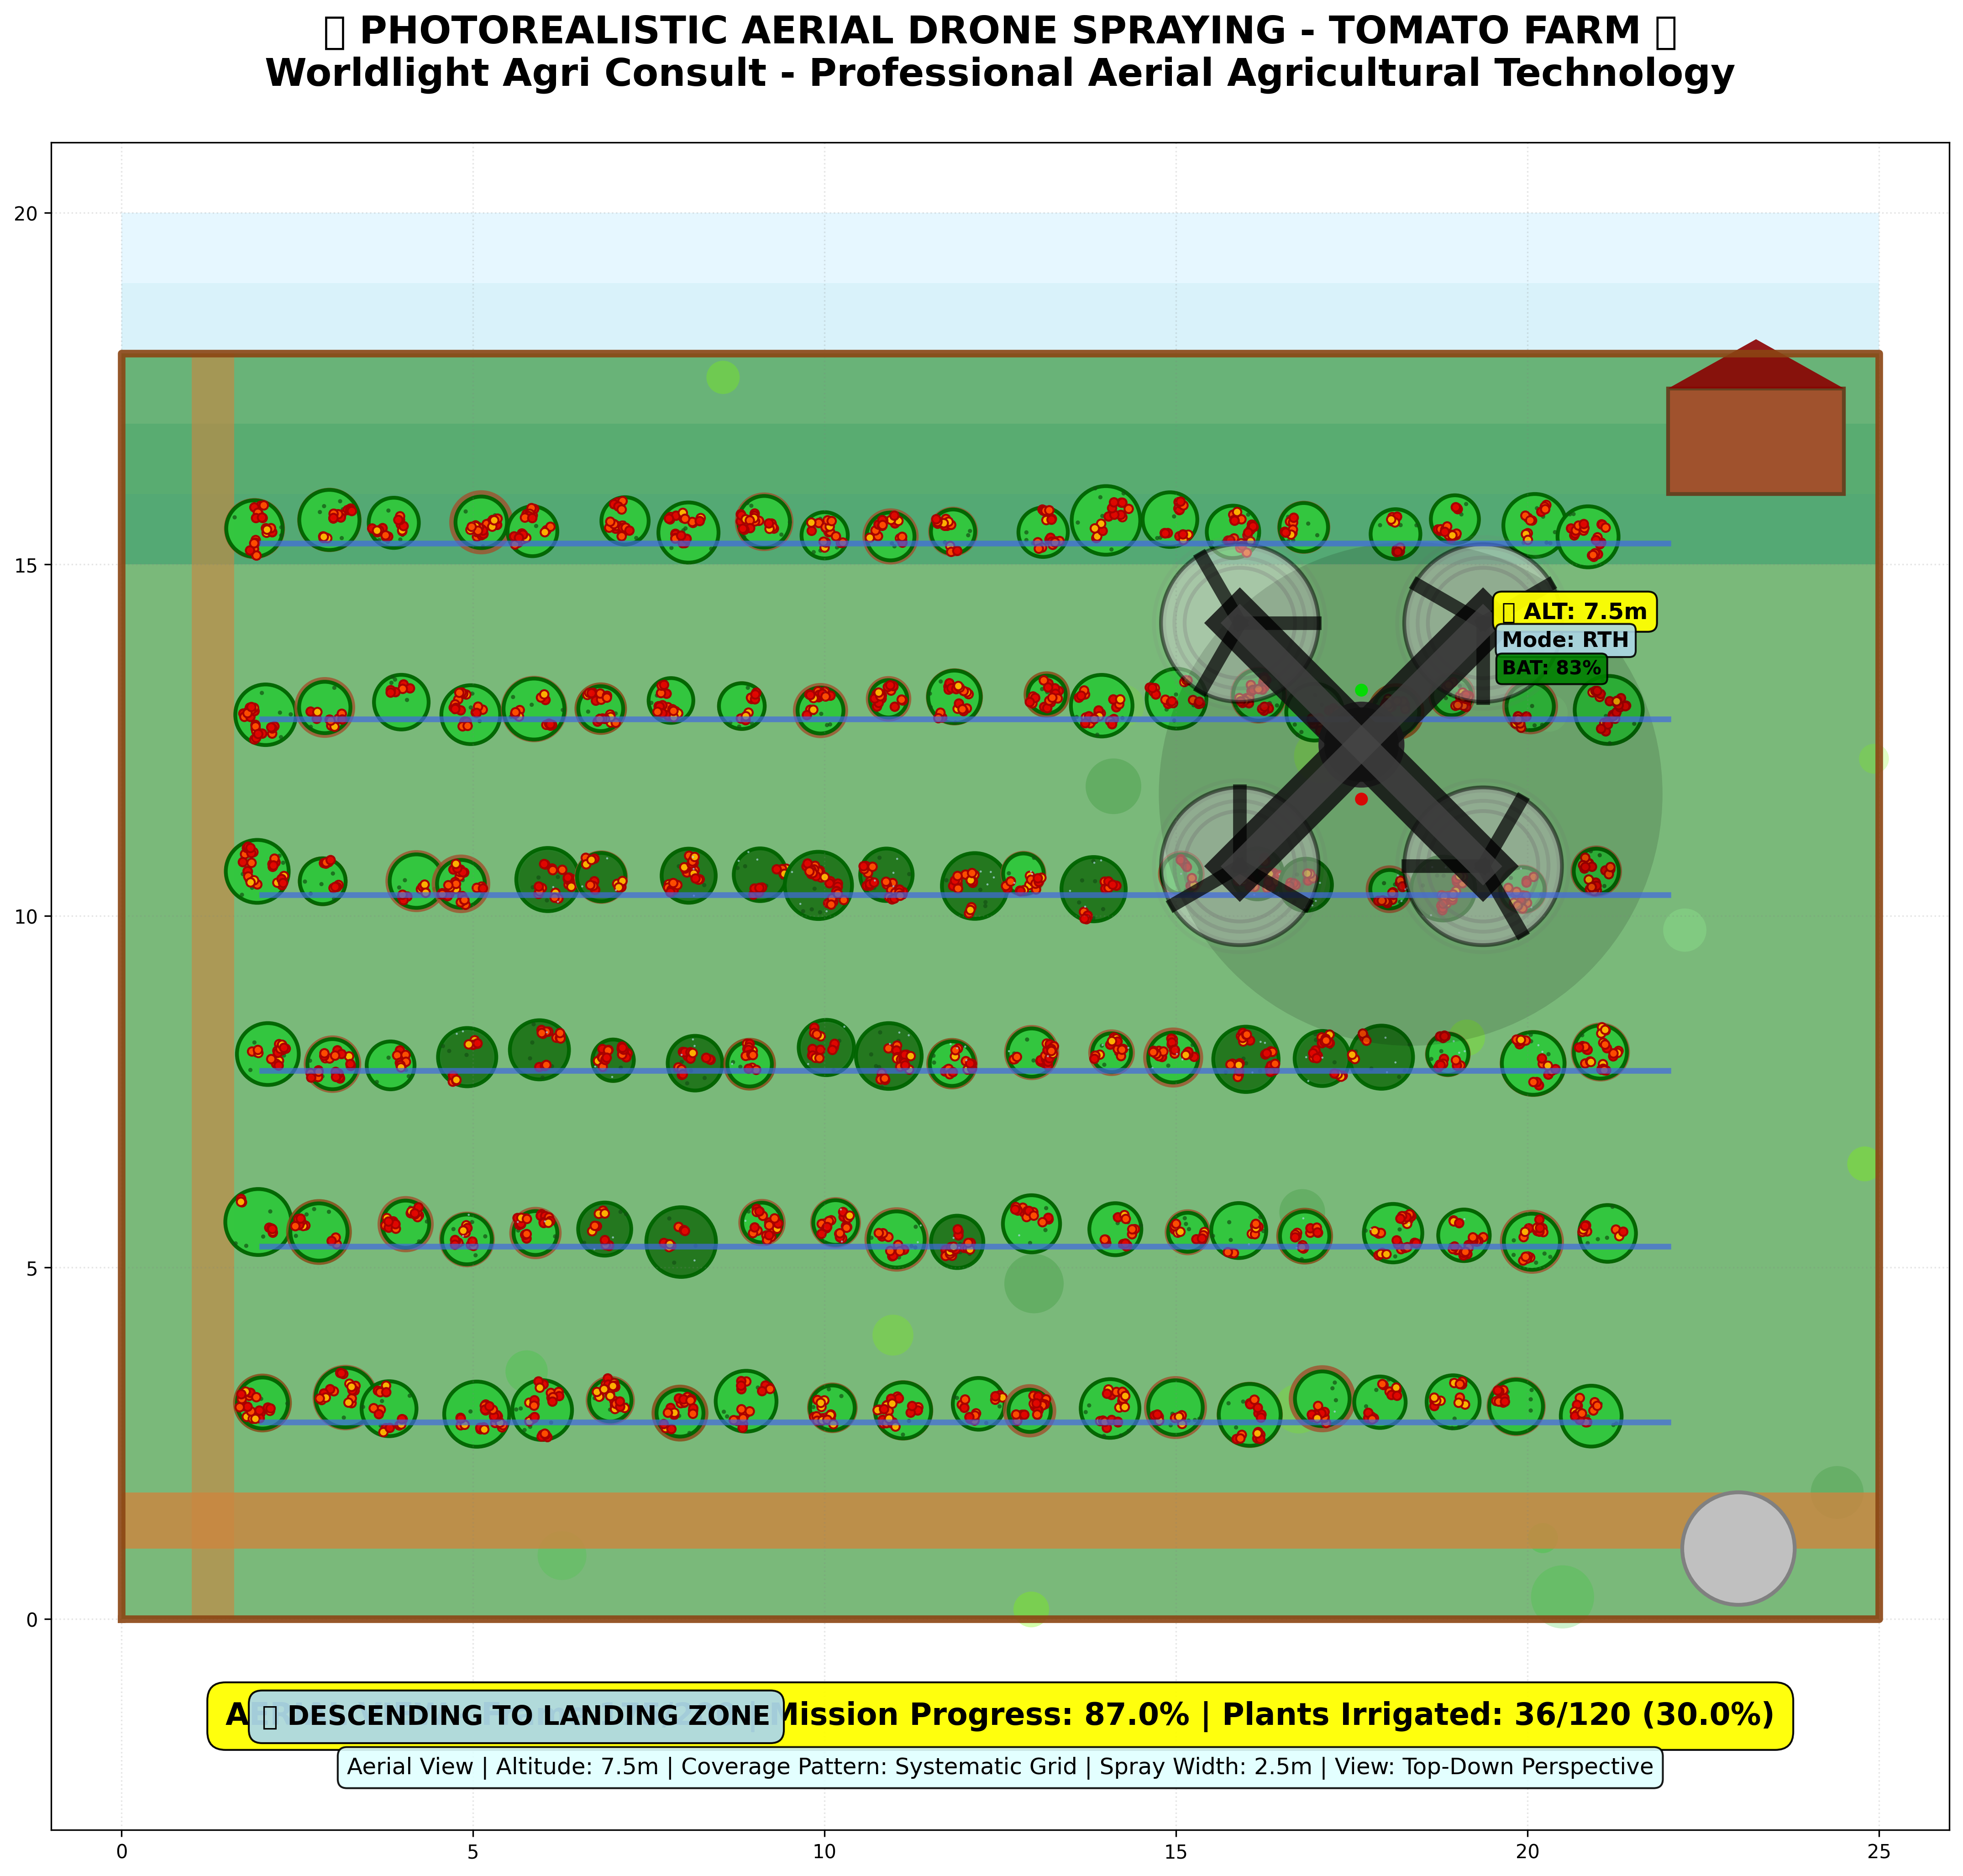 PHOTOREALISTIC AERIAL DRONE SPRAYING - TOMATO FARM
Worldlight Agri Consult - Professional Aerial Agricultural Technology
20
15
10
5
0
ALT: 7.5m
Mode: RTH
BAT: 83%
DESCENDING TO LANDING ZONE
Mission Progress: 87.0% | Plants Irrigated: 36/120 (30.0%)
Aerial View | Altitude: 7.5m | Coverage Pattern: Systematic Grid | Spray Width: 2.5m | View: Top-Down Perspective
0
5
10
15
20
25